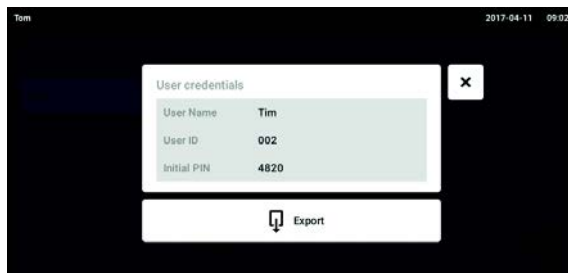 Tom 2017-04-11 09:02
User credentials
User Name Tim
User ID 002
Initial PIN 4820
Export